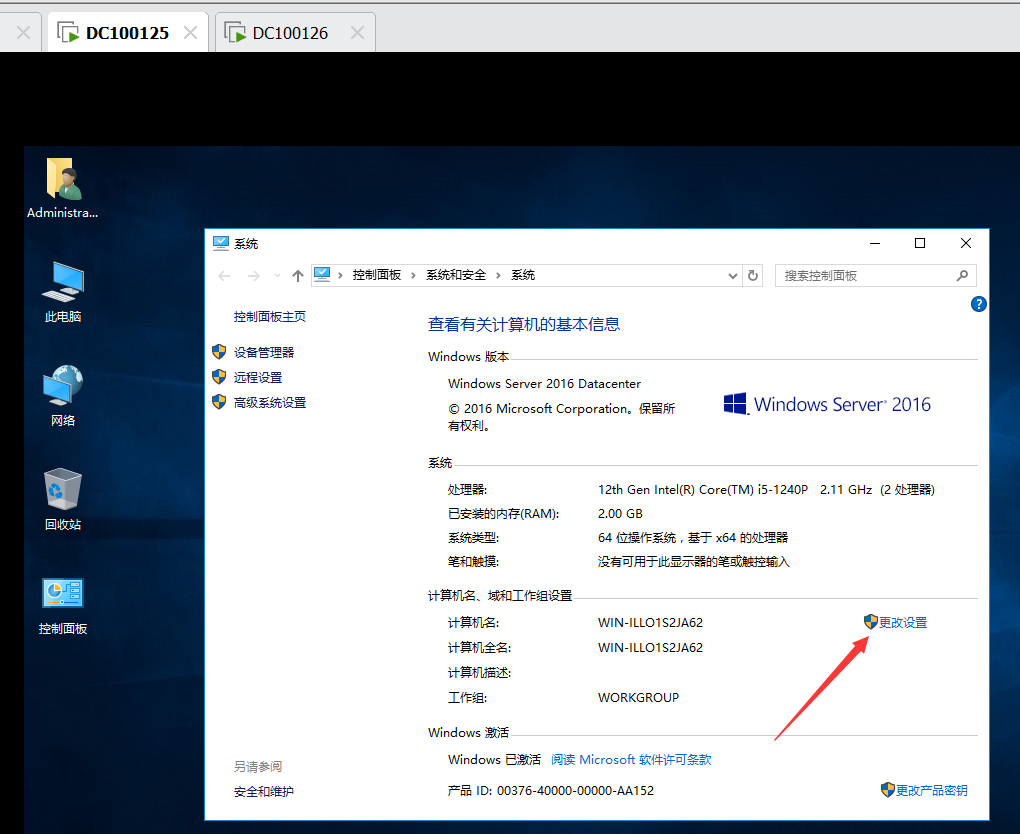 DC100125
DC100126
Administra...
此电脑
网络
回收站
控制面板
系统
控制面板 › 系统和安全 › 系统
搜索控制面板
?
控制面板主页
设备管理器
远程设置
高级系统设置
查看有关计算机的基本信息
Windows 版本
Windows Server 2016 Datacenter
© 2016 Microsoft Corporation。保留所
有权利。
Windows Server® 2016
系统
处理器: 12th Gen Intel(R) Core(TM) i5-1240P 2.11 GHz (2 处理器)
已安装的内存(RAM): 2.00 GB
系统类型: 64 位操作系统，基于 x64 的处理器
笔和触摸: 没有可用于此显示器的笔或触控输入
计算机名、域和工作组设置
计算机名: WIN-ILLO1S2JA62 更改设置
计算机全名: WIN-ILLO1S2JA62
计算机描述:
工作组: WORKGROUP
Windows 激活
Windows 已激活 阅读 Microsoft 软件许可条款
产品 ID: 00376-40000-00000-AA152 更改产品密钥
另请参阅
安全和维护